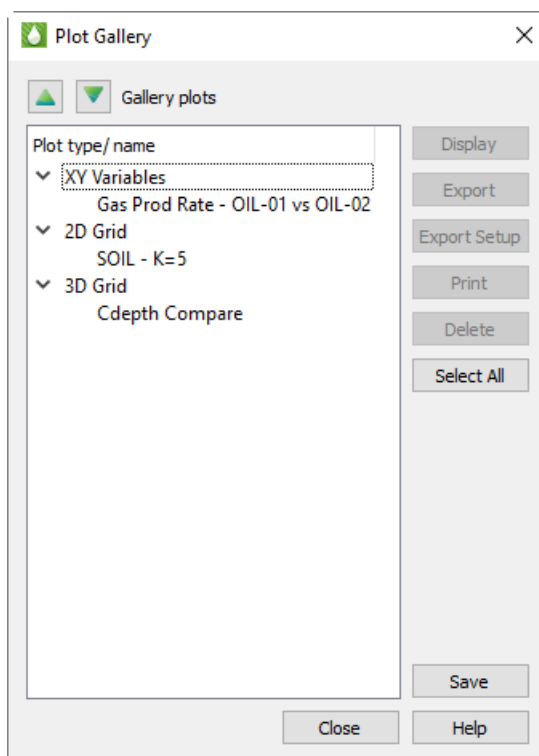 Plot Gallery
Gallery plots
Plot type/ name
XY Variables
Gas Prod Rate - OIL-01 vs OIL-02
2D Grid
SOIL - K=5
3D Grid
Cdepth Compare
Display
Export
Export Setup
Print
Delete
Select All
Save
Close
Help